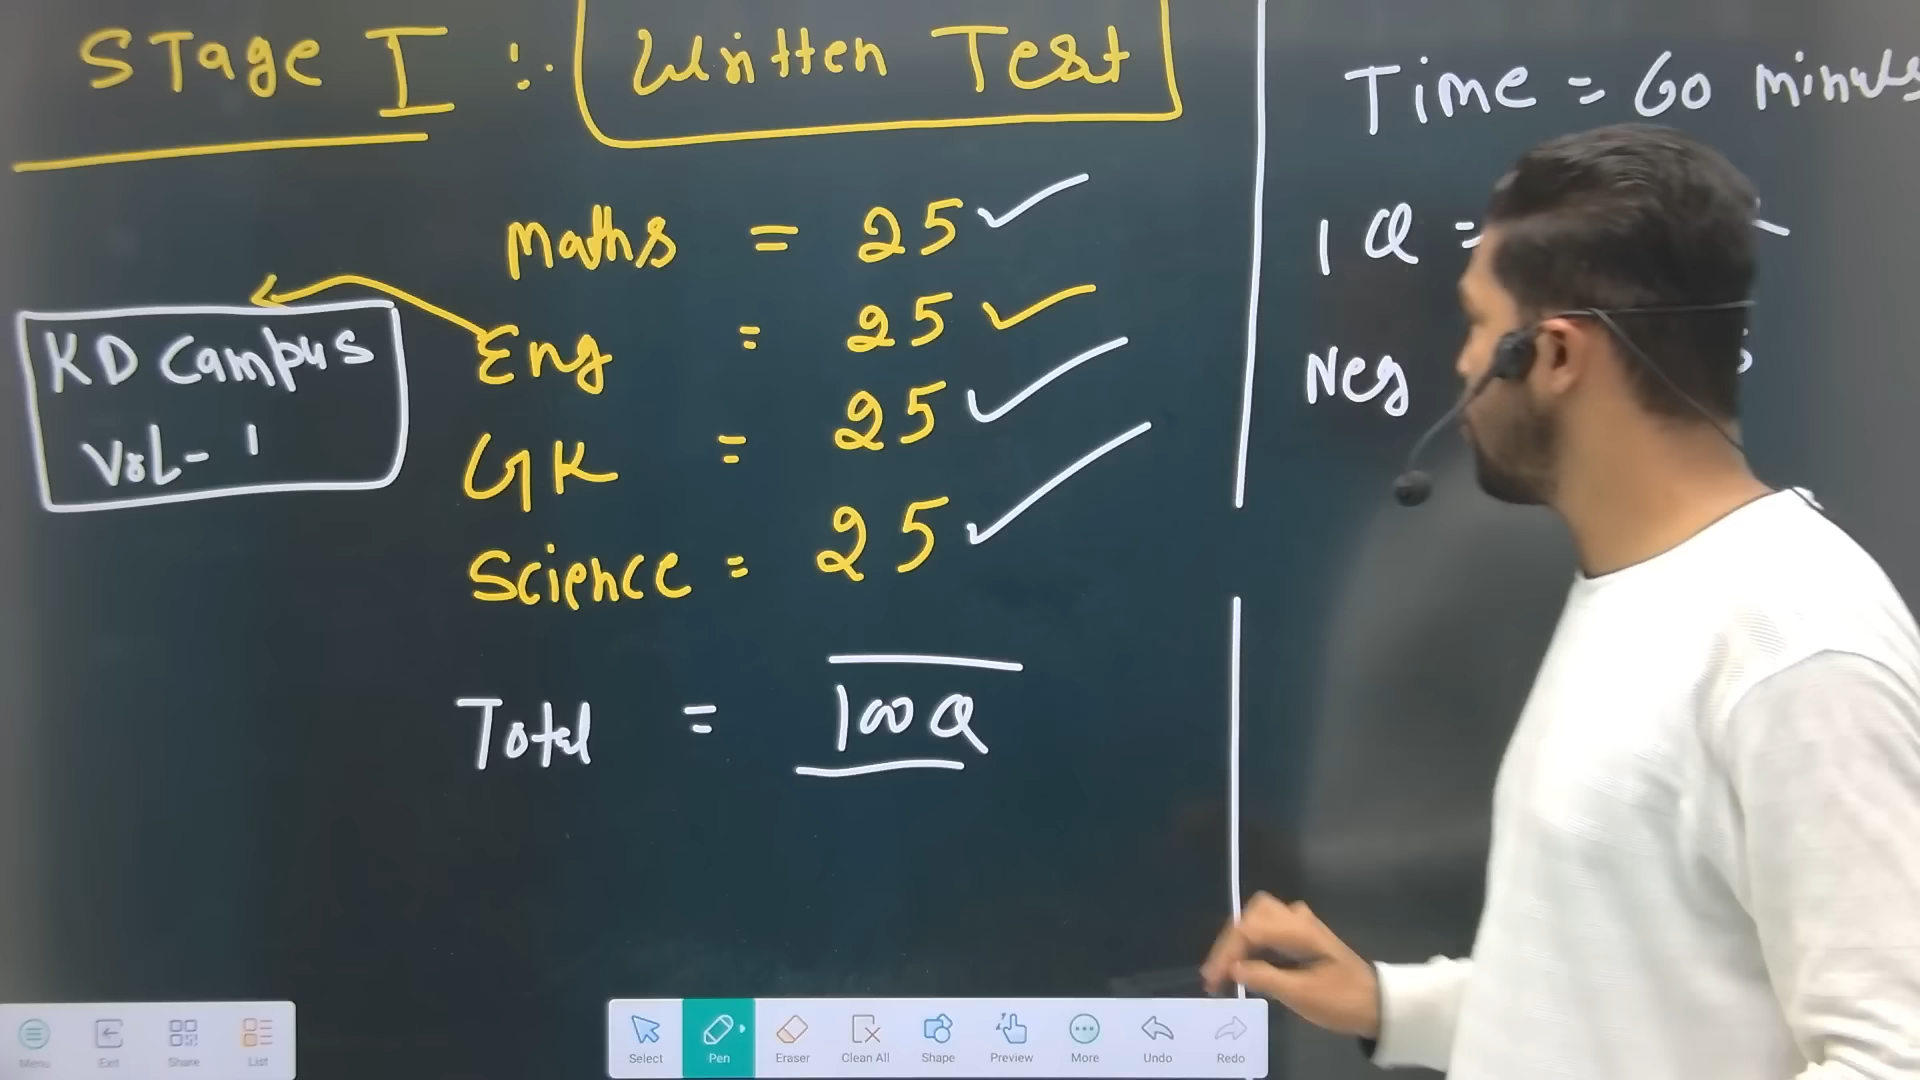 Stage I :- Written Test
Maths = 25
Eng = 25
GK = 25
Science = 25
Total = 100Q
KD Campus
Vol- 1
Time = 60 minutes
1 Q =
Neg
Menu
Exit
Share
List
Select
Pen
Eraser
Clean All
Shape
Preview
More
Undo
Redo